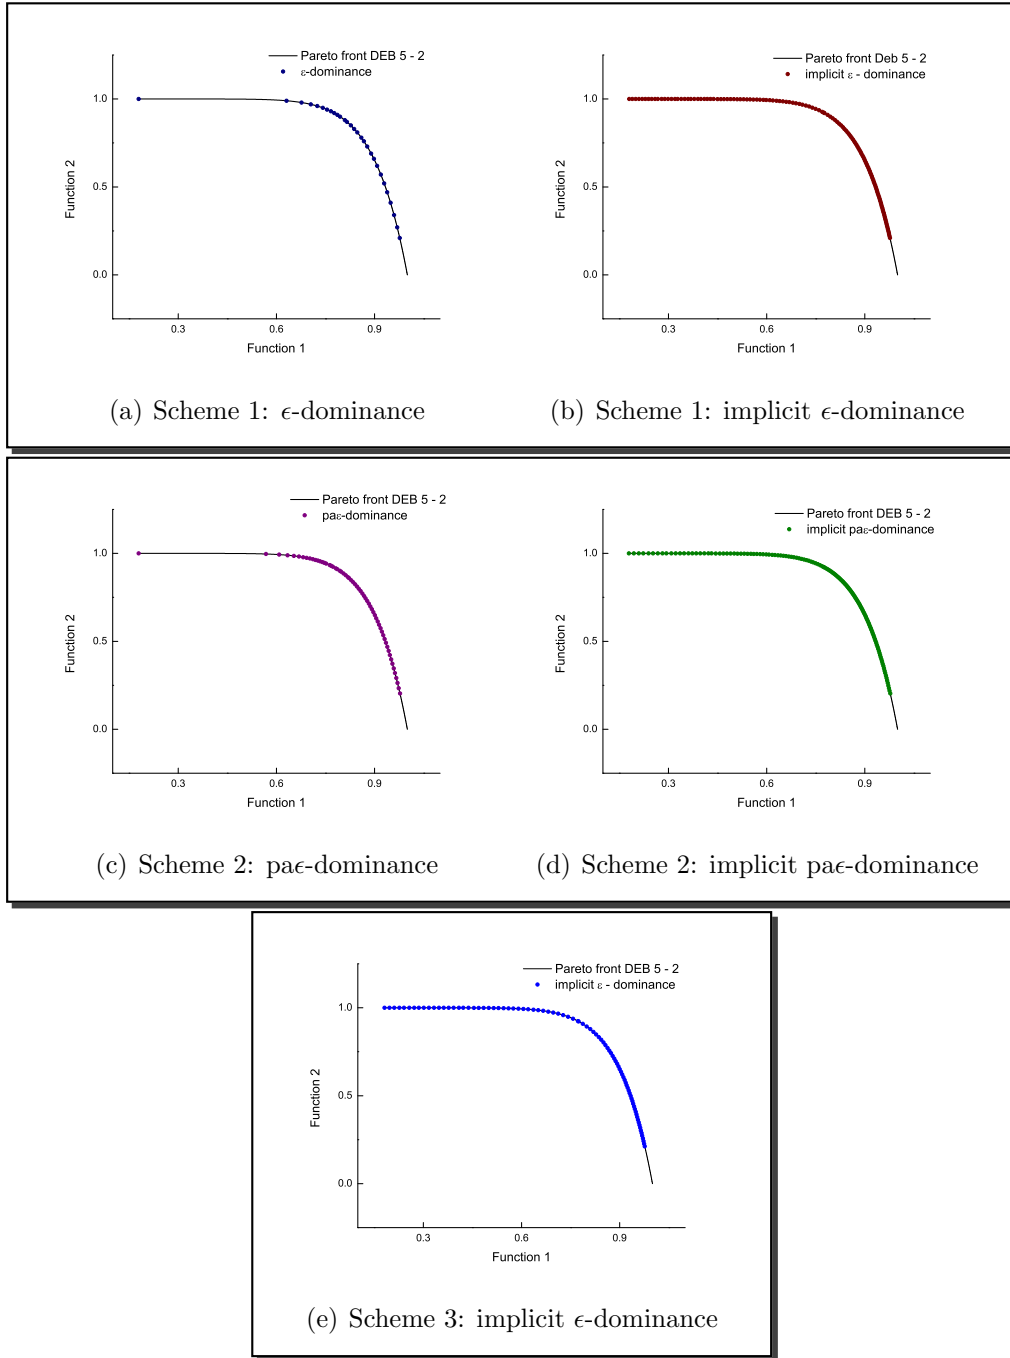 Pareto front DEB 5 - 2
ε-dominance
1.0
0.5
0.0
Function 2
0.3 0.6 0.9
Function 1
(a) Scheme 1: ϵ-dominance
Pareto front Deb 5 - 2
implicit ε - dominance
1.0
0.5
0.0
Function 2
0.3 0.6 0.9
Function 1
(b) Scheme 1: implicit ϵ-dominance
Pareto front DEB 5 - 2
paε-dominance
1.0
0.5
0.0
Function 2
0.3 0.6 0.9
Function 1
(c) Scheme 2: paϵ-dominance
Pareto front DEB 5 - 2
implicit paε-dominance
1.0
0.5
0.0
Function 2
0.3 0.6 0.9
Function 1
(d) Scheme 2: implicit paϵ-dominance
Pareto front DEB 5 - 2
implicit ε - dominance
1.0
0.5
0.0
Function 2
0.3 0.6 0.9
Function 1
(e) Scheme 3: implicit ϵ-dominance